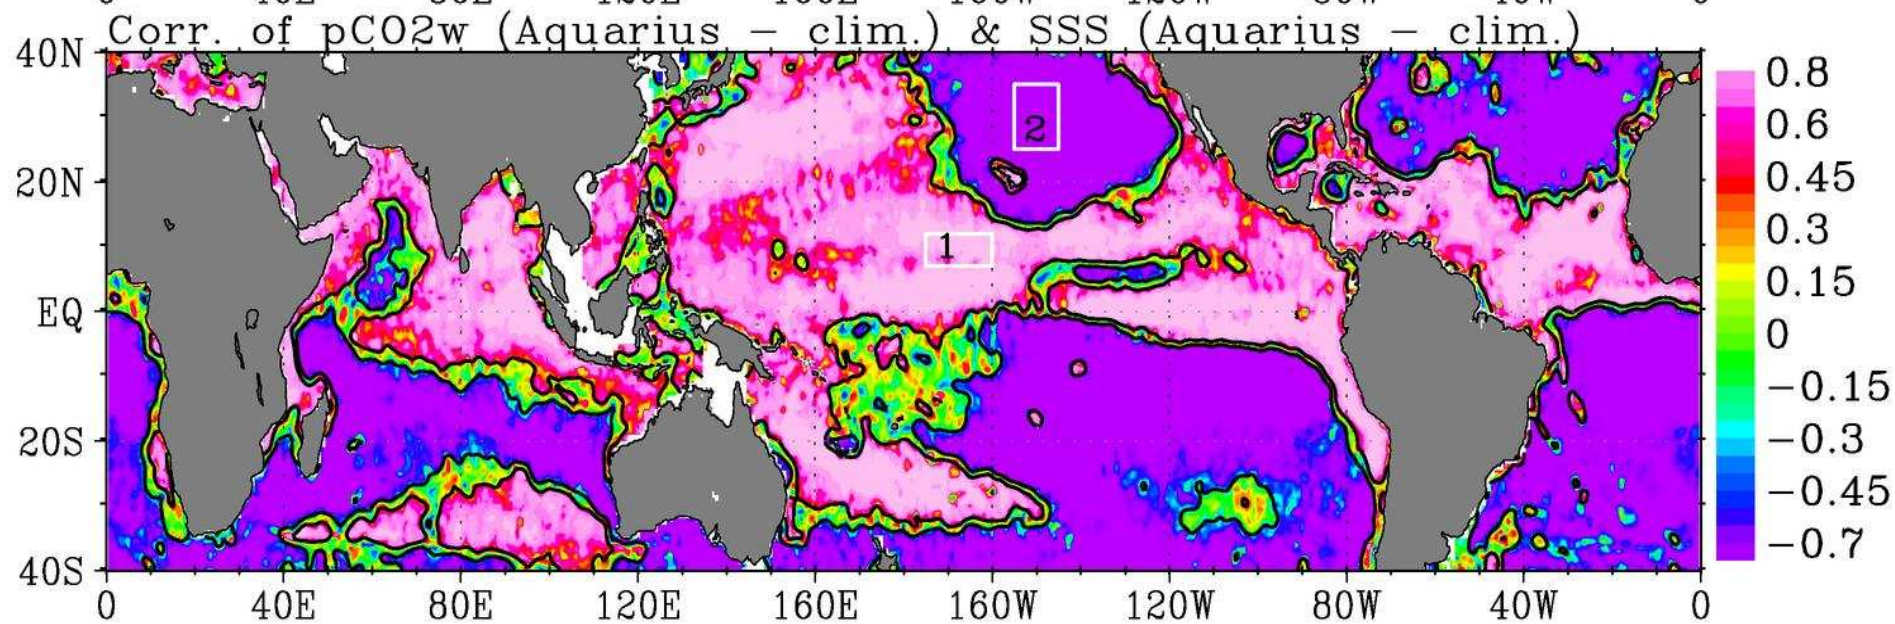 Corr. of pCO2w (Aquarius − clim.) & SSS (Aquarius − clim.)
40N
20N
EQ
20S
40S
0 40E 80E 120E 160E 160W 120W 80W 40W 0
2
1
0.8
0.6
0.45
0.3
0.15
0
−0.15
−0.3
−0.45
−0.7